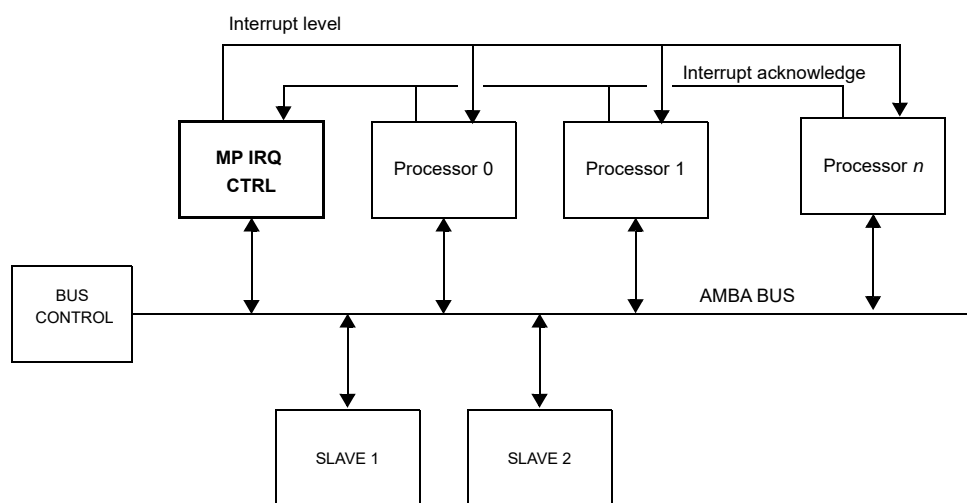 Interrupt level
Interrupt acknowledge
MP IRQ
CTRL
Processor 0
Processor 1
Processor n
BUS
CONTROL
AMBA BUS
SLAVE 1
SLAVE 2